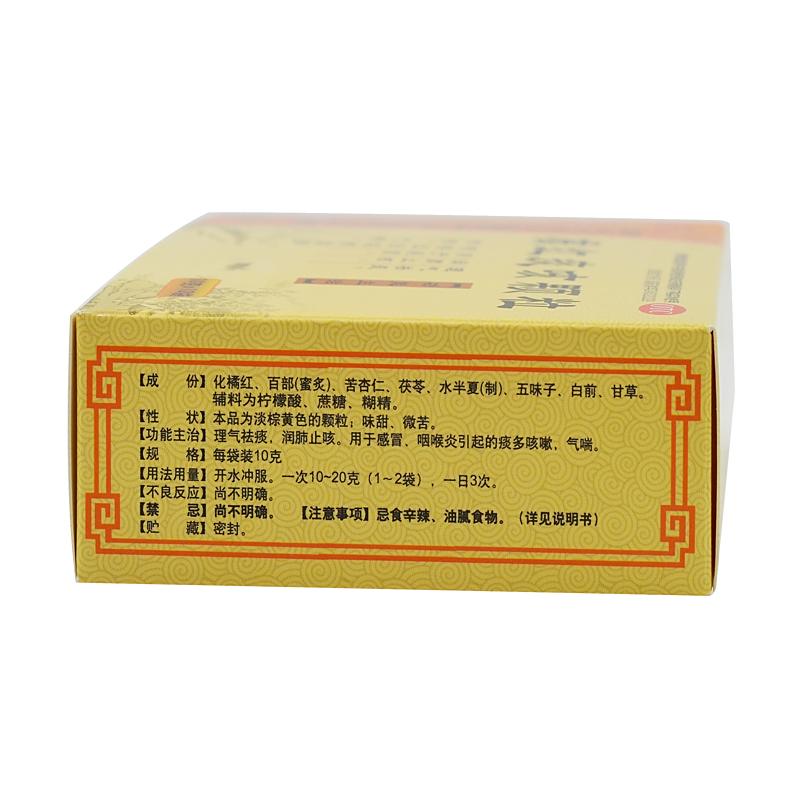 【成　份】化橘红、百部(蜜炙)、苦杏仁、茯苓、水半夏(制)、五味子、白前、甘草。
辅料为柠檬酸、蔗糖、糊精。
【性　状】本品为淡棕黄色的颗粒；味甜、微苦。
【功能主治】理气祛痰，润肺止咳。用于感冒、咽喉炎引起的痰多咳嗽，气喘。
【规　格】每袋装10克
【用法用量】开水冲服。一次10~20克（1～2袋），一日3次。
【不良反应】尚不明确。
【禁　忌】尚不明确。 【注意事项】忌食辛辣、油腻食物。（详见说明书）
【贮　藏】密封。